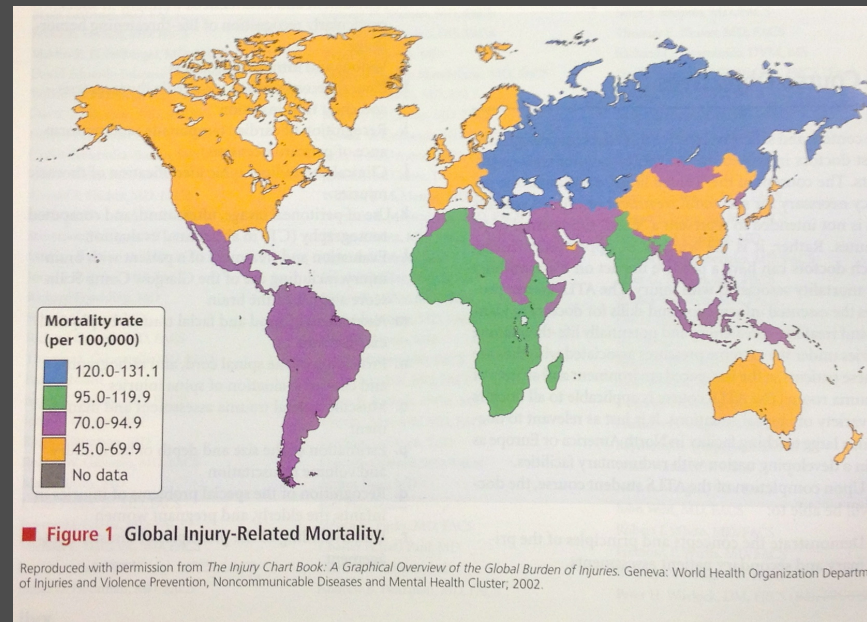 Mortality rate
(per 100,000)
120.0-131.1
95.0-119.9
70.0-94.9
45.0-69.9
No data
Figure 1 Global Injury-Related Mortality.
Reproduced with permission from The Injury Chart Book: A Graphical Overview of the Global Burden of Injuries. Geneva: World Health Organization Departm
of Injuries and Violence Prevention, Noncommunicable Diseases and Mental Health Cluster; 2002.